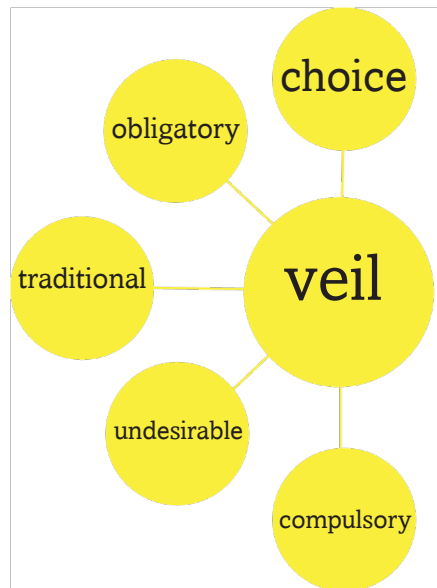 choice
obligatory
veil
traditional
undesirable
compulsory